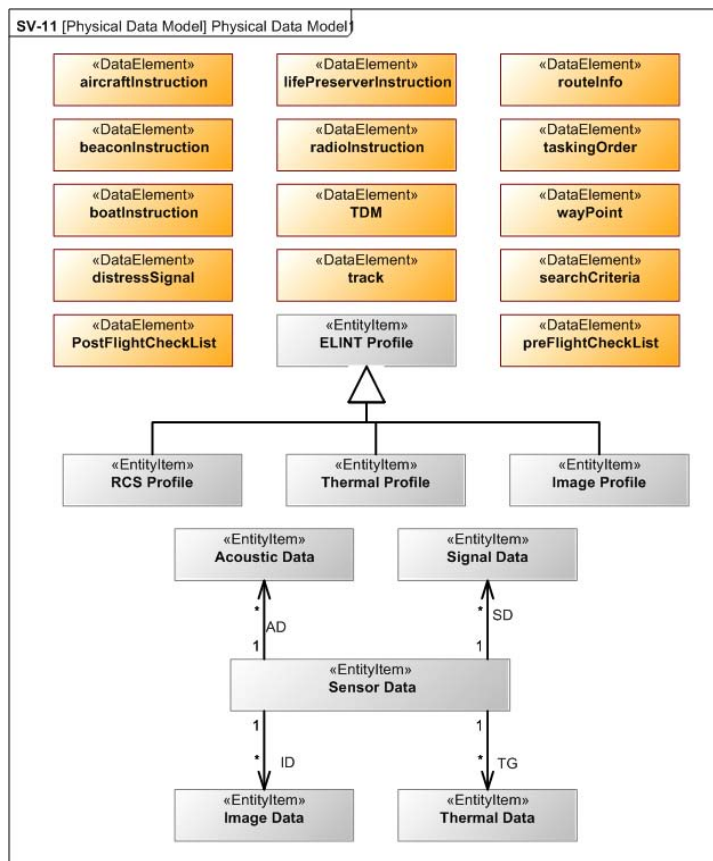 SV-11 [Physical Data Model] Physical Data Model1
«DataElement»
aircraftInstruction
«DataElement»
lifePreserverInstruction
«DataElement»
routeInfo
«DataElement»
beaconInstruction
«DataElement»
radioInstruction
«DataElement»
taskingOrder
«DataElement»
boatInstruction
«DataElement»
TDM
«DataElement»
wayPoint
«DataElement»
distressSignal
«DataElement»
track
«DataElement»
searchCriteria
«DataElement»
PostFlightCheckList
«EntityItem»
ELINT Profile
«DataElement»
preFlightCheckList
«EntityItem»
RCS Profile
«EntityItem»
Thermal Profile
«EntityItem»
Image Profile
«EntityItem»
Acoustic Data
«EntityItem»
Signal Data
* *
AD SD
1 1
«EntityItem»
Sensor Data
1 1
* *
ID TG
«EntityItem»
Image Data
«EntityItem»
Thermal Data